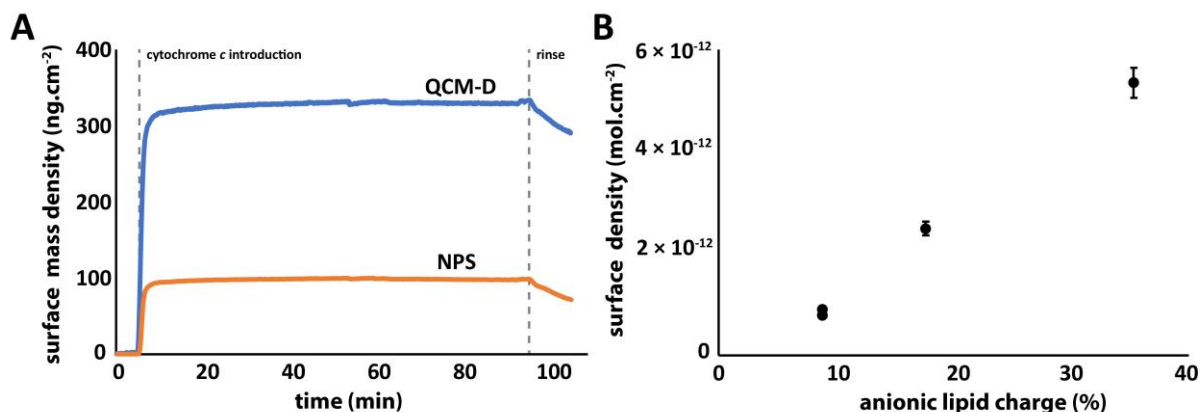 A
surface mass density (ng.cm⁻²)
400
300
200
100
0
cytochrome c introduction
rinse
QCM-D
NPS
0 20 40 60 80 100
time (min)
B
surface density (mol.cm⁻²)
6 × 10⁻¹²
4 × 10⁻¹²
2 × 10⁻¹²
0
0 10 20 30 40
anionic lipid charge (%)